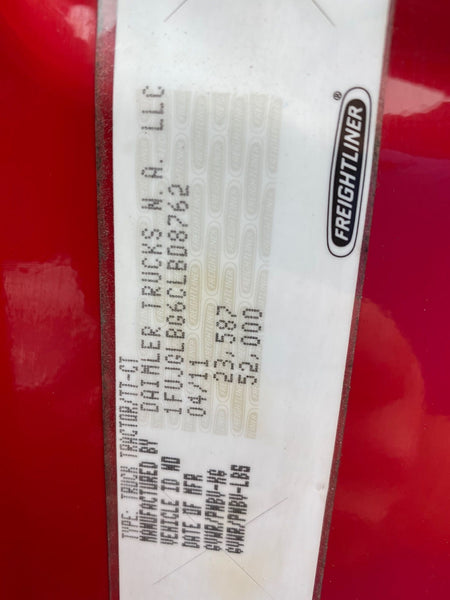 FREIGHTLINER®
TYPE: TRUCK TRACTOR/TT-CT
MANUFACTURED BY DAIMLER TRUCKS N. A. LLC
VEHICLE ID NO 1FUJGLBG6CLBD8762
DATE OF MFR 04/11
GVWR/PNBV-KG 23,587
GVWR/PNBV-LBS 52,000